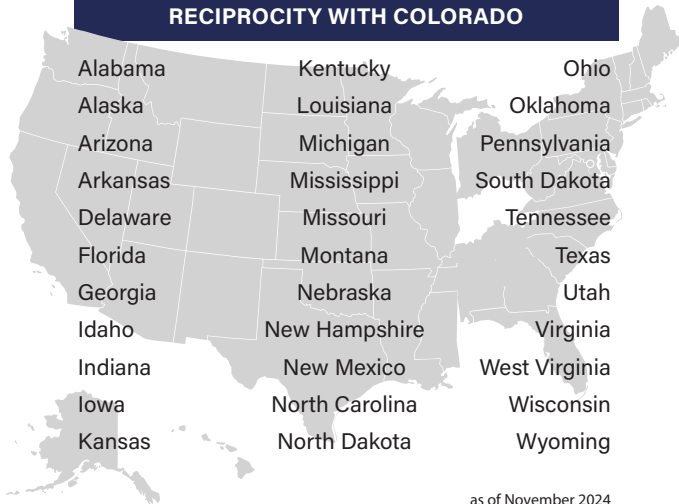 RECIPROCITY WITH COLORADO
Alabama
Alaska
Arizona
Arkansas
Delaware
Florida
Georgia
Idaho
Indiana
Iowa
Kansas
Kentucky
Louisiana
Michigan
Mississippi
Missouri
Montana
Nebraska
New Hampshire
New Mexico
North Carolina
North Dakota
Ohio
Oklahoma
Pennsylvania
South Dakota
Tennessee
Texas
Utah
Virginia
West Virginia
Wisconsin
Wyoming
as of November 2024